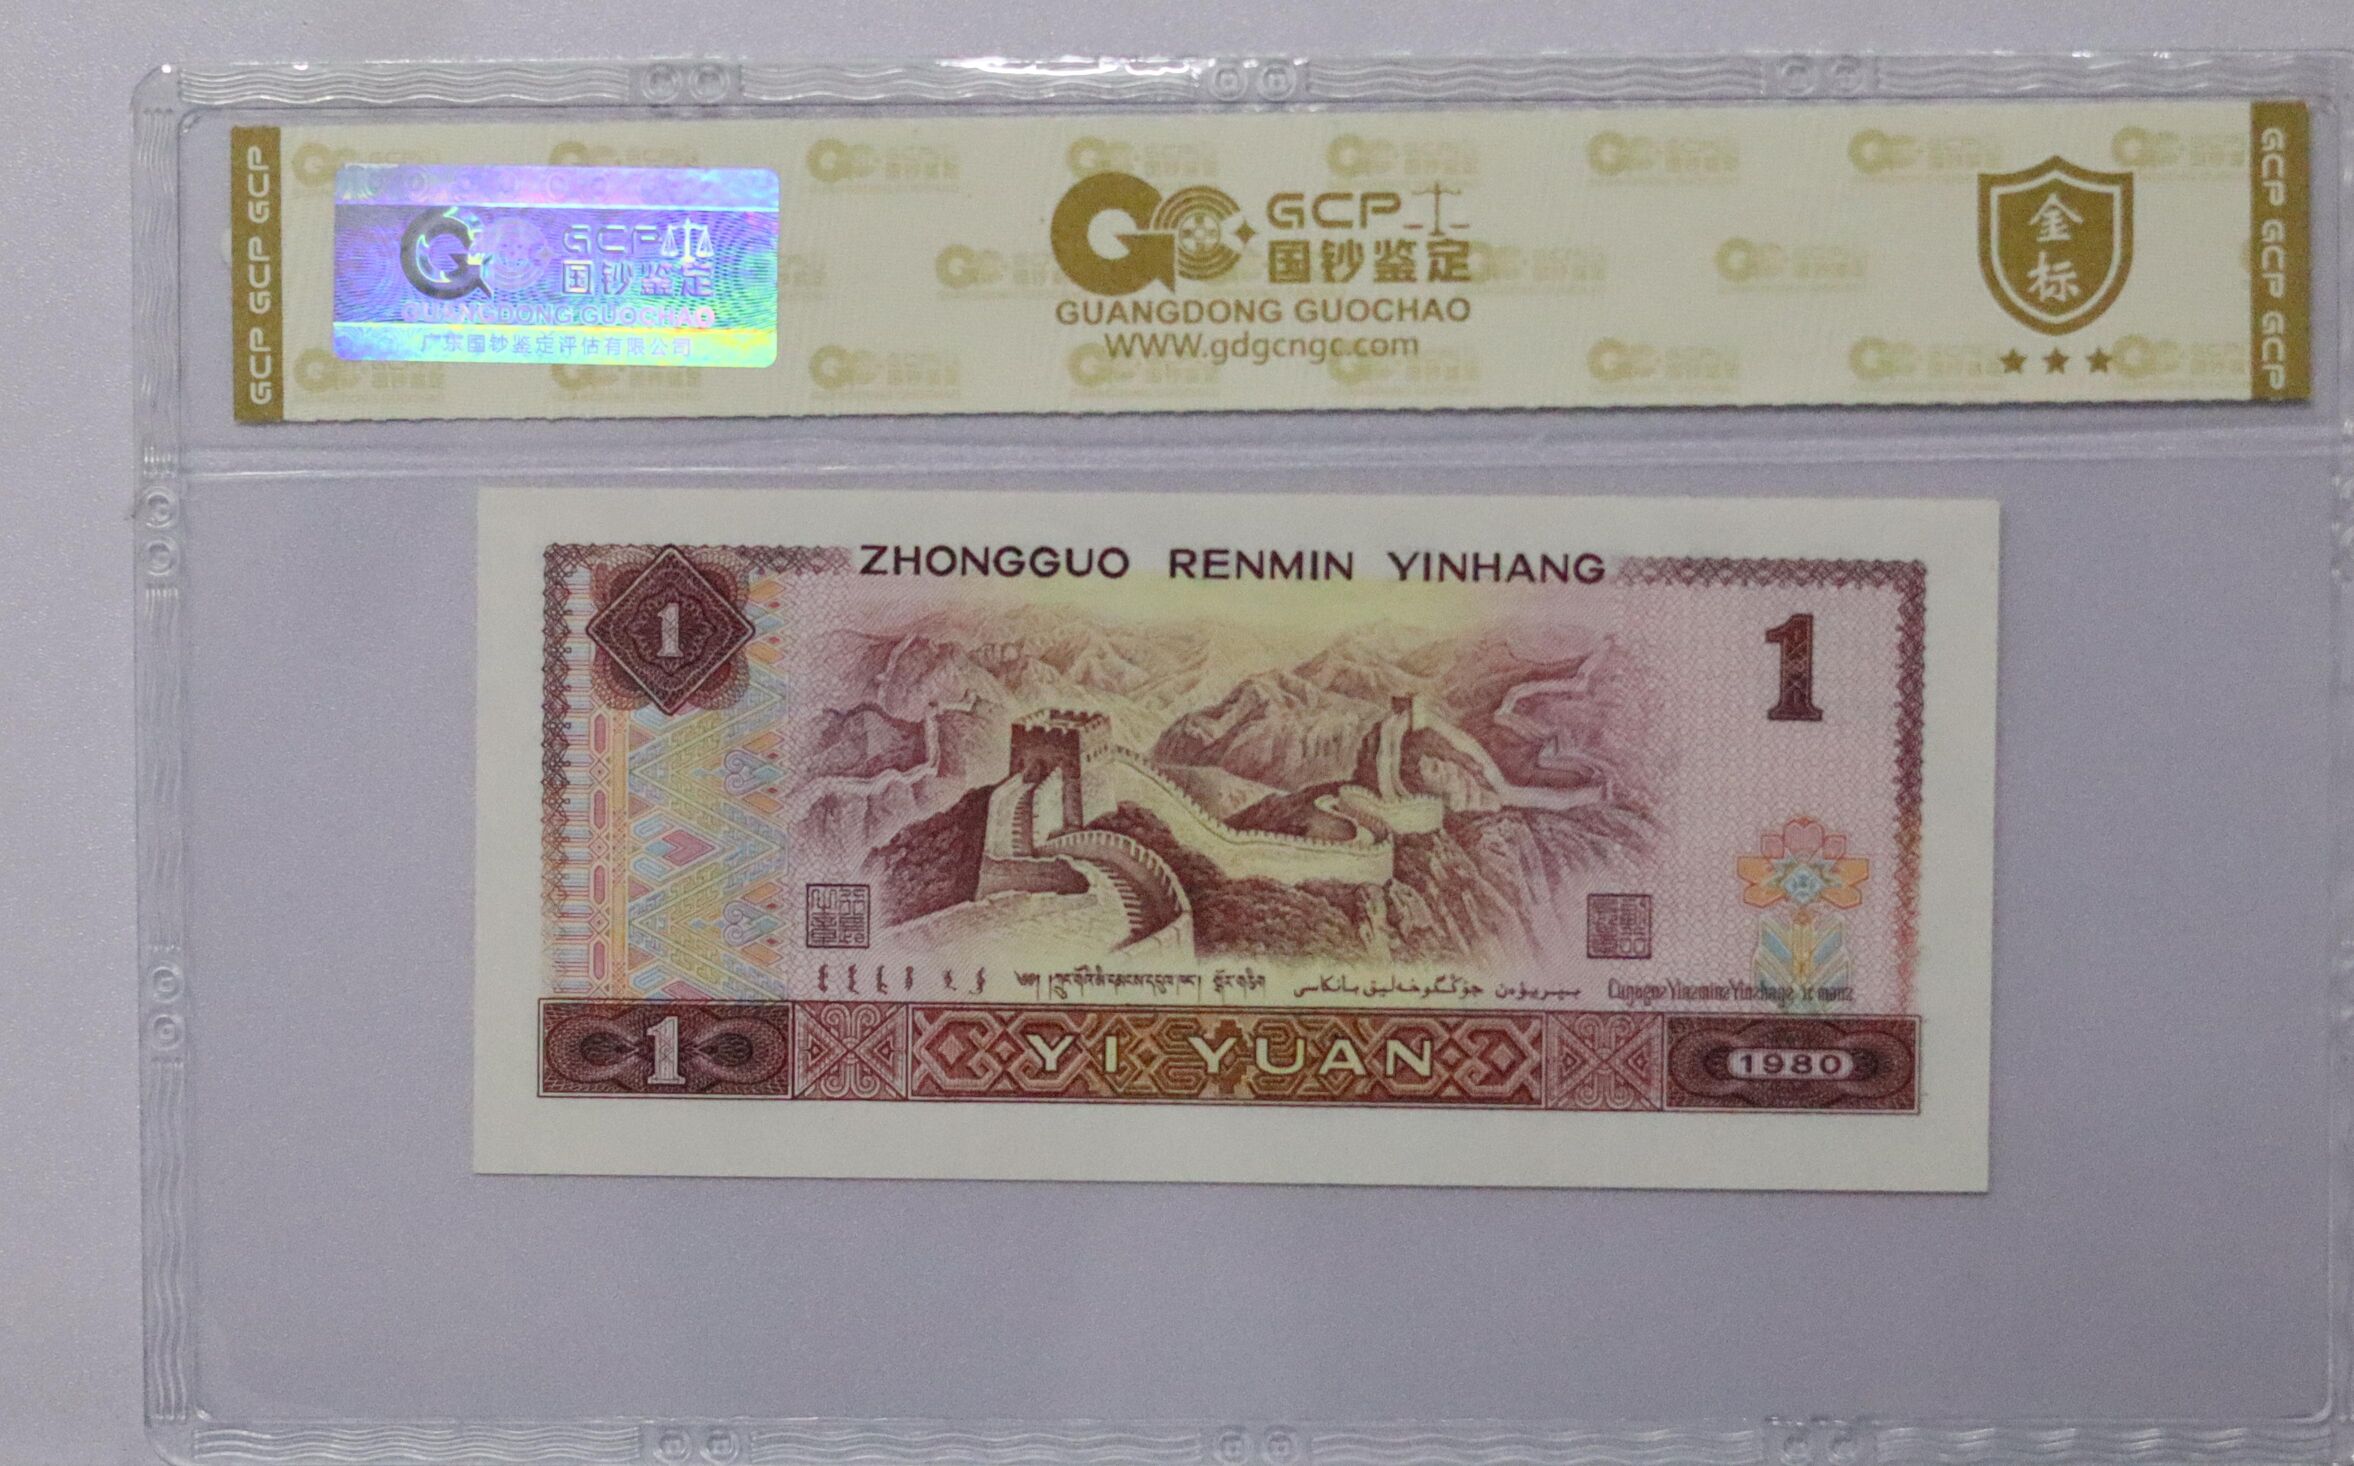 GCP GCP GCP
GCP
国钞鉴定
GUANGDONG GUOCHAO
广东国钞鉴定评估有限公司
GCP
国钞鉴定
GUANGDONG GUOCHAO
WWW.gdgcngc.com
金
标
GCP GCP GCP
ZHONGGUO RENMIN YINHANG
1
1
1
YI YUAN
1980